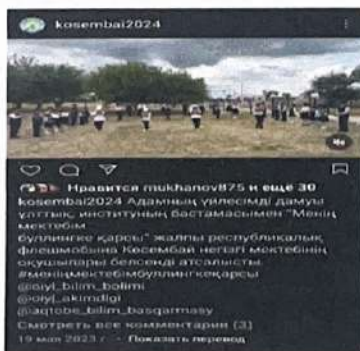 kosembai2024
Нравится mukhanov875 и ещё 30
kosembai2024 Адамның үйлесімді дамуы
ұлттық институның бастамасымен "Менің
мектебім
буллингке қарсы" жалпы республикалық
флешмобына Көсембай негізгі мектебінің
оқушылары белсенді атсалысты.
#меніңмектебімбуллингкеқарсы
@oiyl_bilim_bolimi
@oiyl_akimdigi
@aqtobe_bilim_basqarmasy
Смотреть все комментарии (3)
19 мая 2023 г. · Показать перевод